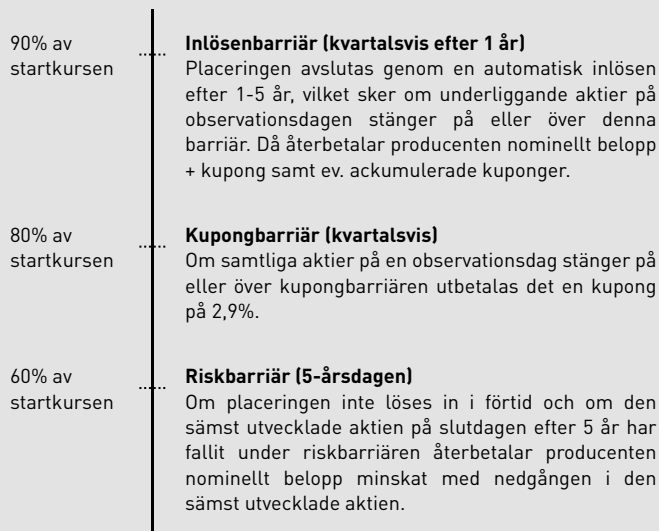 90% av
startkursen
Inlösenbarriär (kvartalsvis efter 1 år)
Placeringen avslutas genom en automatisk inlösen
efter 1-5 år, vilket sker om underliggande aktier på
observationsdagen stänger på eller över denna
barriär. Då återbetalar producenten nominellt belopp
+ kupong samt ev. ackumulerade kuponger.
80% av
startkursen
Kupongbarriär (kvartalsvis)
Om samtliga aktier på en observationsdag stänger på
eller över kupongbarriären utbetalas det en kupong
på 2,9%.
60% av
startkursen
Riskbarriär (5-årsdagen)
Om placeringen inte löses in i förtid och om den
sämst utvecklade aktien på slutdagen efter 5 år har
fallit under riskbarriären återbetalar producenten
nominellt belopp minskat med nedgången i den
sämst utvecklade aktien.